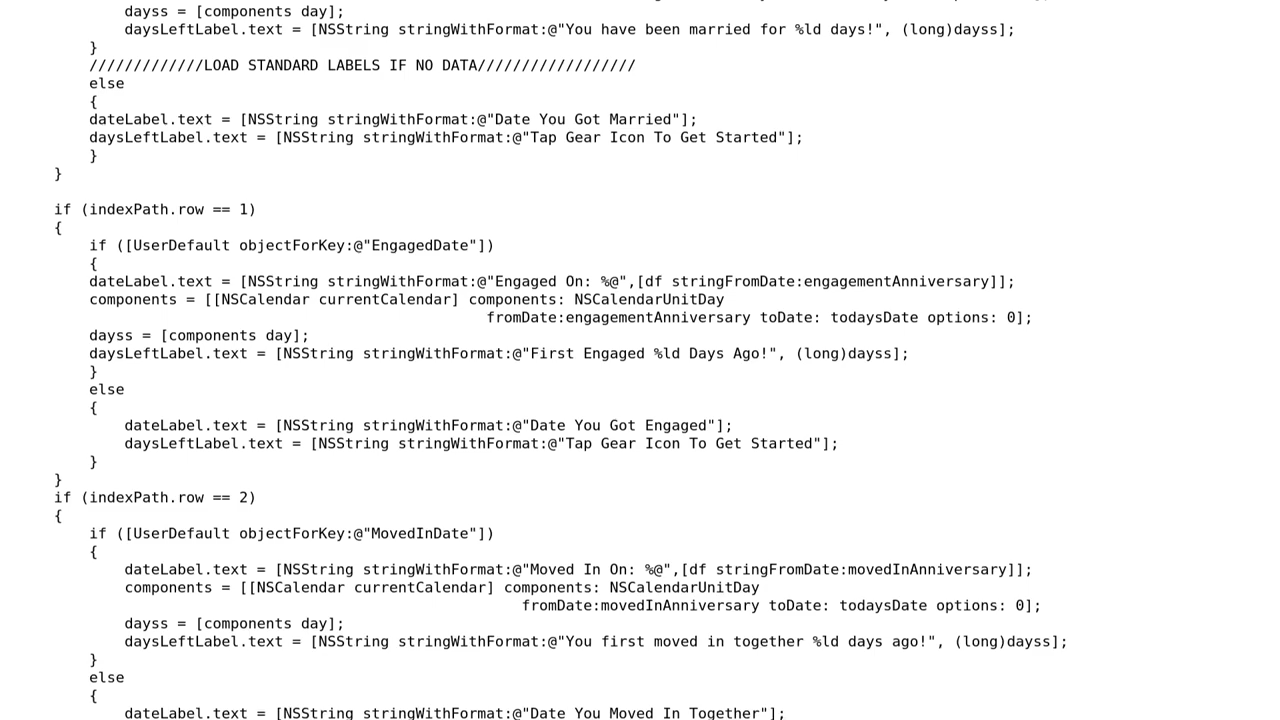 dayss = [components day];
daysLeftLabel.text = [NSString stringWithFormat:@"You have been married for %ld days!", (long)dayss];
}
/////////////LOAD STANDARD LABELS IF NO DATA//////////////////
else
{
dateLabel.text = [NSString stringWithFormat:@"Date You Got Married"];
daysLeftLabel.text = [NSString stringWithFormat:@"Tap Gear Icon To Get Started"];
}
}
if (indexPath.row == 1)
{
if ([UserDefault objectForKey:@"EngagedDate"])
{
dateLabel.text = [NSString stringWithFormat:@"Engaged On: %@",[df stringFromDate:engagementAnniversary]];
components = [[NSCalendar currentCalendar] components: NSCalendarUnitDay
fromDate:engagementAnniversary toDate: todaysDate options: 0];
dayss = [components day];
daysLeftLabel.text = [NSString stringWithFormat:@"First Engaged %ld Days Ago!", (long)dayss];
}
else
{
dateLabel.text = [NSString stringWithFormat:@"Date You Got Engaged"];
daysLeftLabel.text = [NSString stringWithFormat:@"Tap Gear Icon To Get Started"];
}
}
if (indexPath.row == 2)
{
if ([UserDefault objectForKey:@"MovedInDate"])
{
dateLabel.text = [NSString stringWithFormat:@"Moved In On: %@",[df stringFromDate:movedInAnniversary]];
components = [[NSCalendar currentCalendar] components: NSCalendarUnitDay
fromDate:movedInAnniversary toDate: todaysDate options: 0];
dayss = [components day];
daysLeftLabel.text = [NSString stringWithFormat:@"You first moved in together %ld days ago!", (long)dayss];
}
else
{
dateLabel.text = [NSString stringWithFormat:@"Date You Moved In Together"];